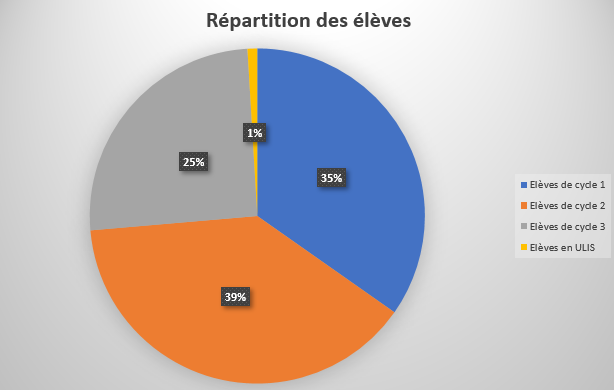 Répartition des élèves
1%
25%
35%
39%
Elèves de cycle 1
Elèves de cycle 2
Elèves de cycle 3
Elèves en ULIS